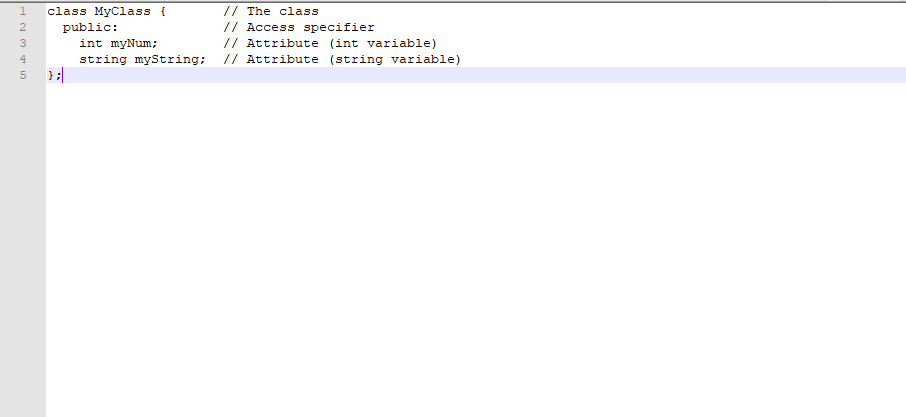 1 class MyClass {       // The class
2   public:             // Access specifier
3     int myNum;        // Attribute (int variable)
4     string myString;  // Attribute (string variable)
5 };